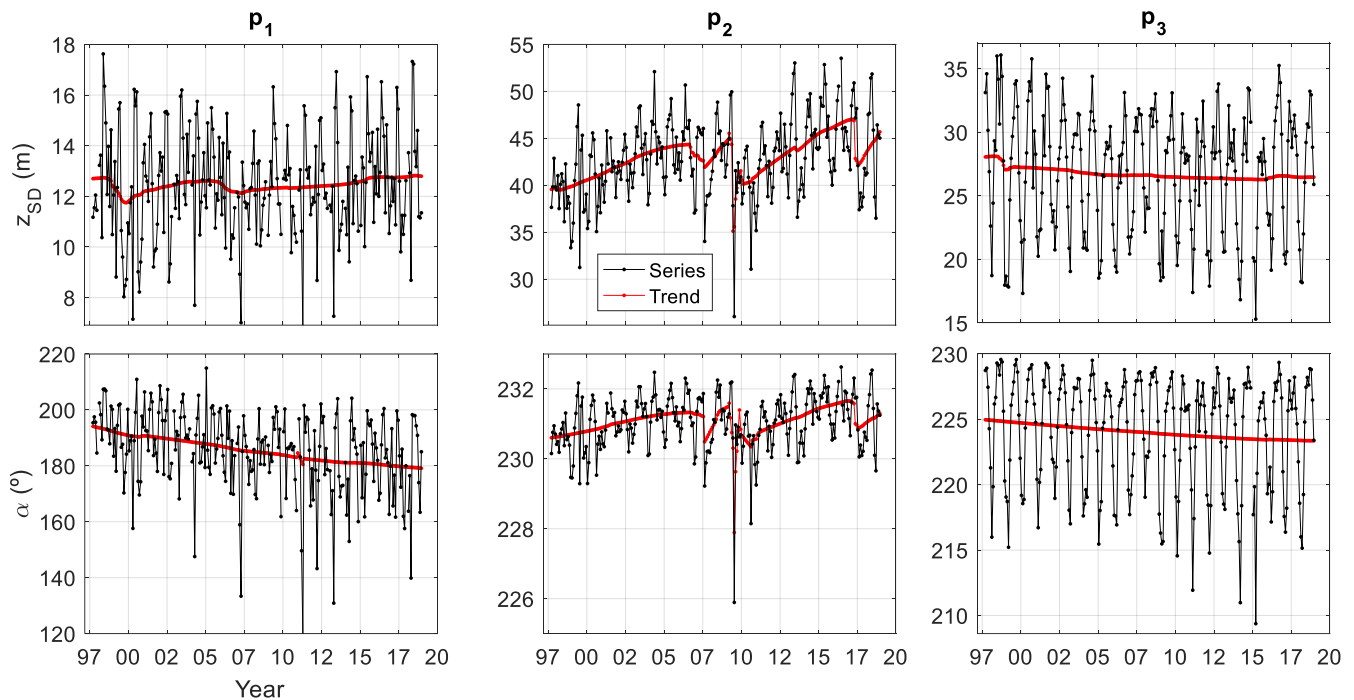 p1 p2 p3
18 16 14 12 10 8
zSD (m)
55 50 45 40 35 30
Series
Trend
35 30 25 20 15
220 200 180 160 140 120
α (º)
232 230 228 226
230 225 220 215 210
97 00 02 05 07 10 12 15 17 20
97 00 02 05 07 10 12 15 17 20
97 00 02 05 07 10 12 15 17 20
Year